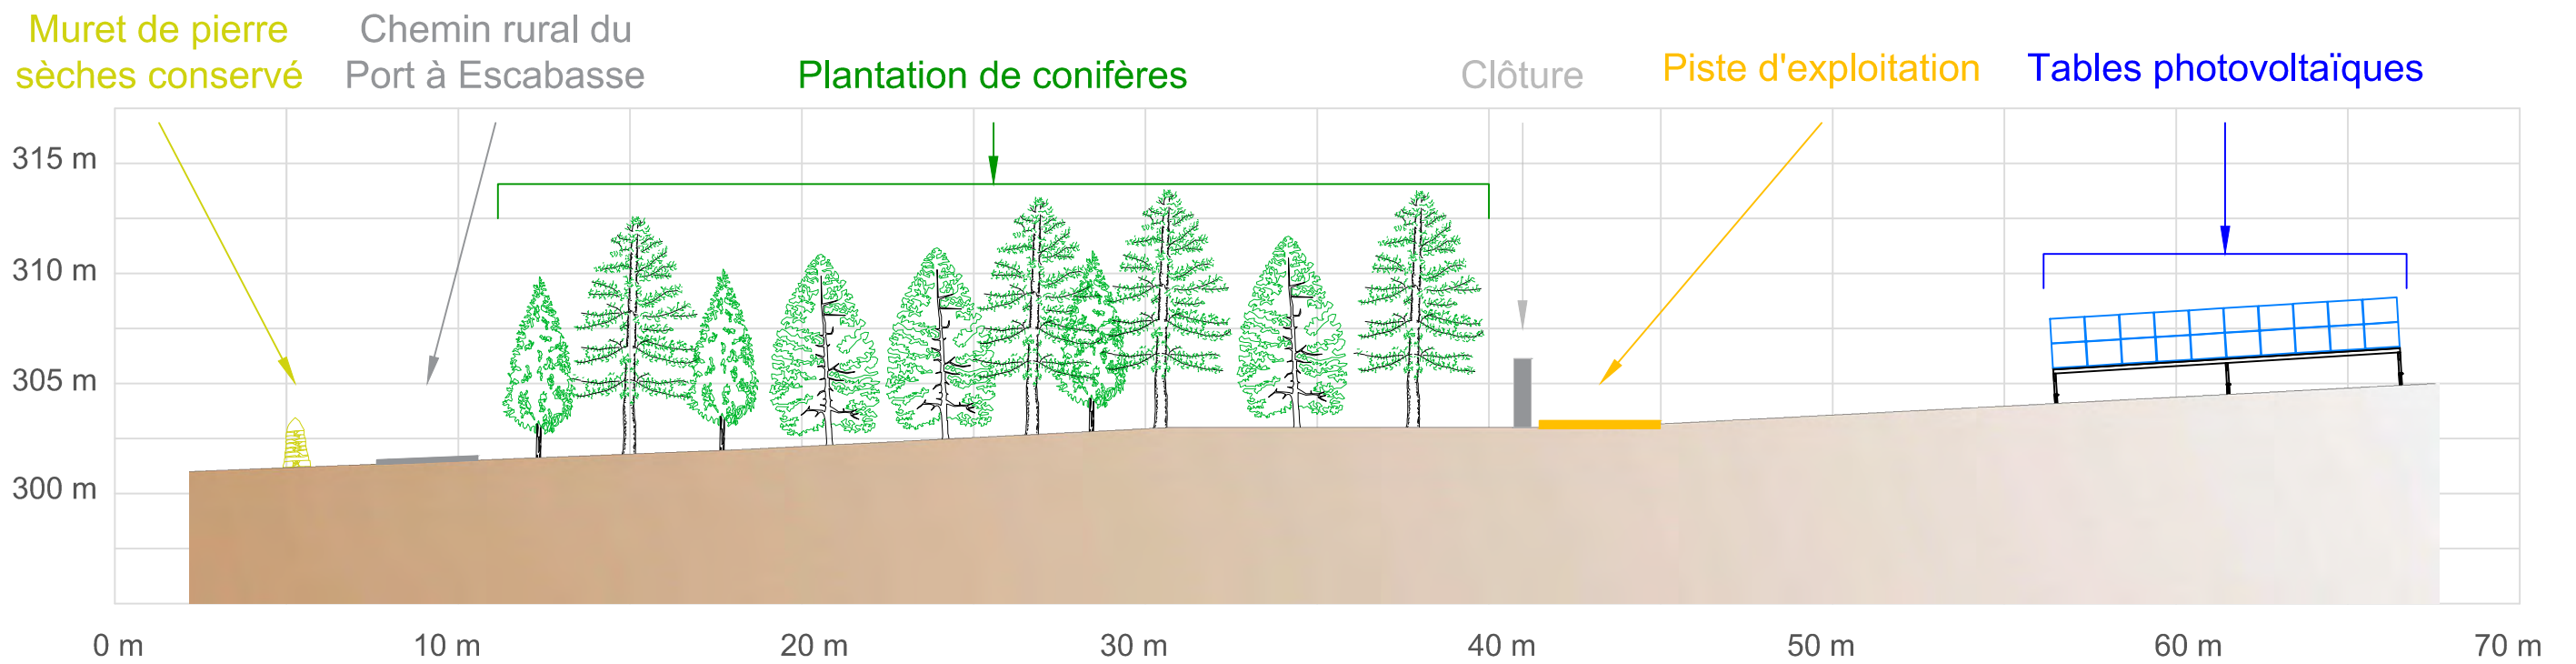 Muret de pierre
sèches conservé
Chemin rural du
Port à Escabasse
Plantation de conifères
Clôture
Piste d'exploitation
Tables photovoltaïques
315 m
310 m
305 m
300 m
0 m
10 m
20 m
30 m
40 m
50 m
60 m
70 m